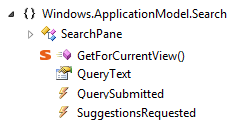 {} Windows.ApplicationModel.Search
SearchPane
S GetForCurrentView()
QueryText
QuerySubmitted
SuggestionsRequested